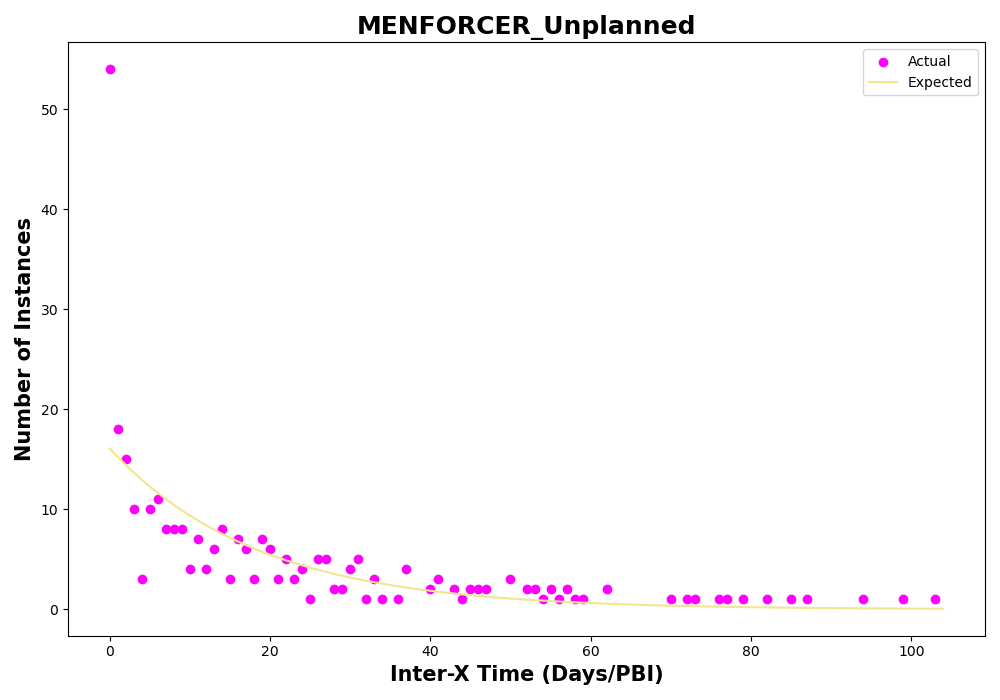 MENFORCER_Unplanned
Actual
Expected
Number of Instances
50
40
30
20
10
0
0 20 40 60 80 100
Inter-X Time (Days/PBI)